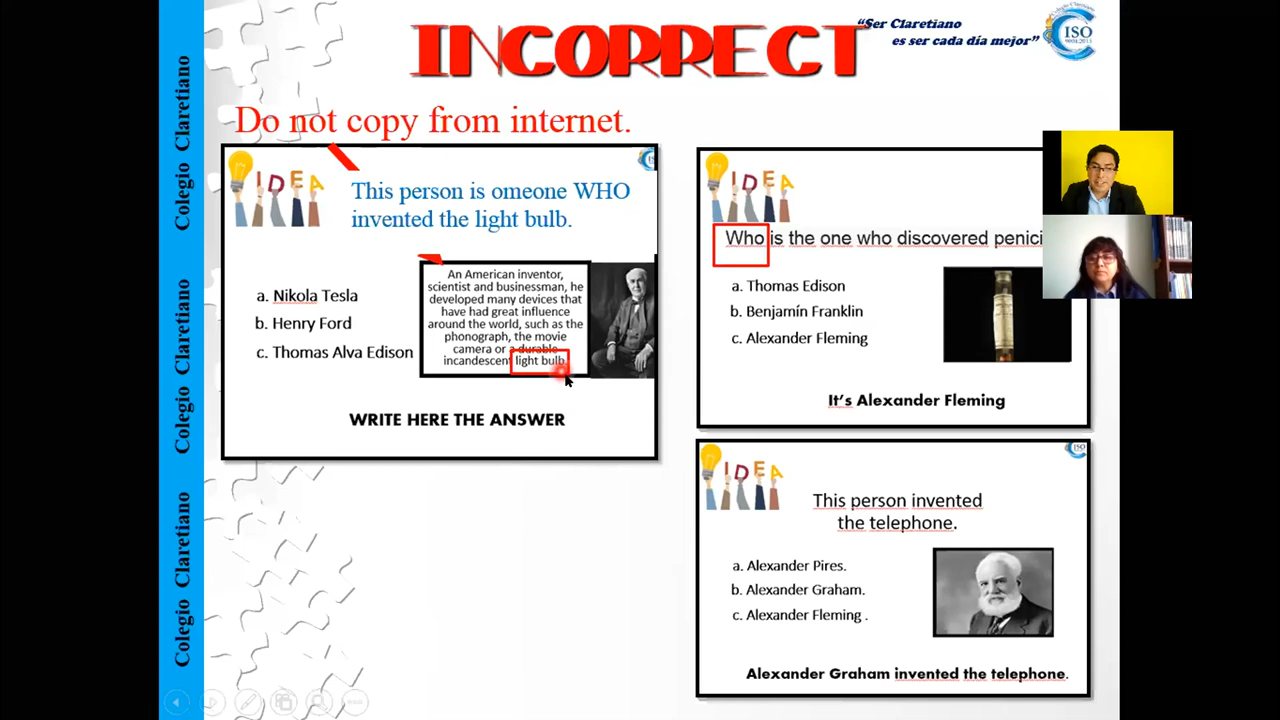 INCORRECT
“Ser Claretiano
es ser cada día mejor”
ISO
Colegio Claretiano
Colegio Claretiano
Colegio Claretiano
Do not copy from internet.
IDEA
This person is omeone WHO
invented the light bulb.
a. Nikola Tesla
b. Henry Ford
c. Thomas Alva Edison
An American inventor,
scientist and businessman, he
developed many devices that
have had great influence
around the world, such as the
phonograph, the movie
camera or a durable
incandescent light bulb.
WRITE HERE THE ANSWER
IDEA
Who is the one who discovered
a. Thomas Edison
b. Benjamín Franklin
c. Alexander Fleming
It’s Alexander Fleming
IDEA
ISO
This person invented
the telephone.
a. Alexander Pires.
b. Alexander Graham.
c. Alexander Fleming .
Alexander Graham invented the telephone.